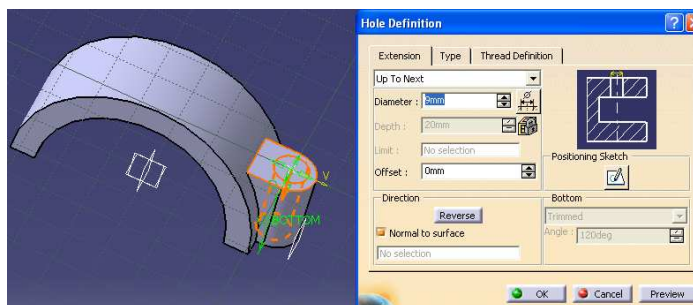 Hole Definition
?
Extension
Type
Thread Definition
Up To Next
Diameter :
9mm
Depth :
20mm
Limit :
No selection
Offset :
0mm
Positioning Sketch
Direction
Reverse
Normal to surface
No selection
Bottom
Trimmed
Angle :
120deg
OK
Cancel
Preview
V
BOTTOM